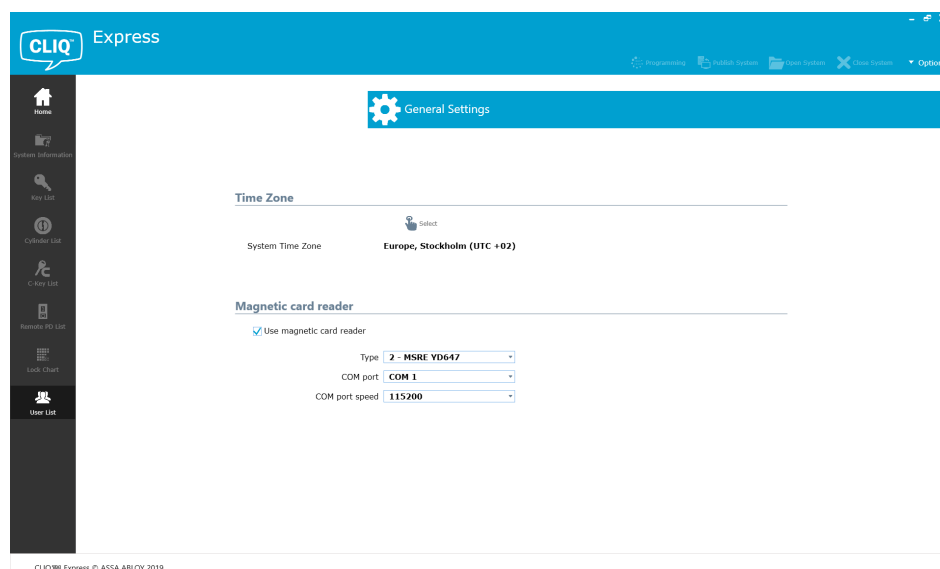 CLIQ™ Express
Programming Publish System Open System Close System Option
Home
General Settings
System Information
Key List
Time Zone
Select
Cylinder List
System Time Zone Europe, Stockholm (UTC +02)
C-Key List
Magnetic card reader
Remote PD List
Use magnetic card reader
Type 2 - MSRE YD647
Lock Chart
COM port COM 1
COM port speed 115200
User List
Express © ASSA ABLOY 2019